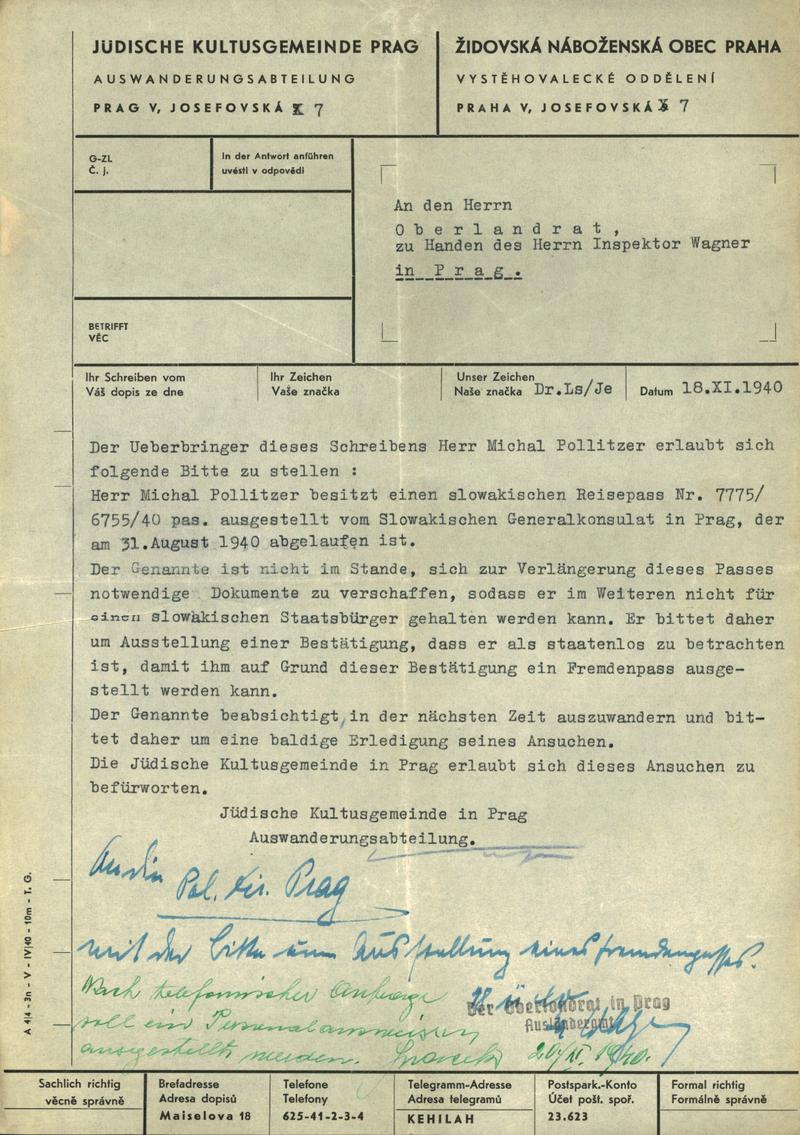 JÜDISCHE KULTUSGEMEINDE PRAG
AUSWANDERUNGSABTEILUNG
PRAG V, JOSEFOVSKÁ 7
ŽIDOVSKÁ NÁBOŽENSKÁ OBEC PRAHA
VYSTĚHOVALECKÉ ODDĚLENÍ
PRAHA V, JOSEFOVSKÁ 7
G-ZL
Č. j.
In der Antwort anführen
uvésti v odpovědi
An den Herrn
Oberlandrat,
zu Handen des Herrn Inspektor Wagner
in Prag.
BETRIFFT
VĚC
Ihr Schreiben vom
Váš dopis ze dne
Ihr Zeichen
Vaše značka
Unser Zeichen
Naše značka Dr.Ls/Je
Datum 18.XI.1940
Der Ueberbringer dieses Schreibens Herr Michal Pollitzer erlaubt sich
folgende Bitte zu stellen :
Herr Michal Pollitzer besitzt einen slowakischen Reisepass Nr. 7775/
6755/40 pas. ausgestellt vom Slowakischen Generalkonsulat in Prag, der
am 31.August 1940 abgelaufen ist.
Der Genannte ist nicht im Stande, sich zur Verlängerung dieses Passes
notwendige Dokumente zu verschaffen, sodass er im Weiteren nicht für
einen slowakischen Staatsbürger gehalten werden kann. Er bittet daher
um Ausstellung einer Bestätigung, dass er als staatenlos zu betrachten
ist, damit ihm auf Grund dieser Bestätigung ein Fremdenpass ausge-
stellt werden kann.
Der Genannte beabsichtigt, in der nächsten Zeit auszuwandern und bit-
tet daher um eine baldige Erledigung seines Ansuchen.
Die Jüdische Kultusgemeinde in Prag erlaubt sich dieses Ansuchen zu
befürworten.
Jüdische Kultusgemeinde in Prag
Auswanderungsabteilung.
An die
Pol. Dir. Prag
mit der Bitte um Ausstellung eines Fremdenpasses.
Nach telefonischer Anfrage
soll ein Personalausweis
ausgestellt werden.
Der Oberlandrat in Prag
Ausländeramt
20/XI. 1940.
A 4|4 - 3n - V - IV|40 - 10m - T. G.
Sachlich richtig
věcně správně
Briefadresse
Adresa dopisů
Maiselova 18
Telefone
Telefony
625-41-2-3-4
Telegramm-Adresse
Adresa telegramů
KEHILAH
Postspark.-Konto
Účet pošt. spoř.
23.623
Formal richtig
Formálně správně